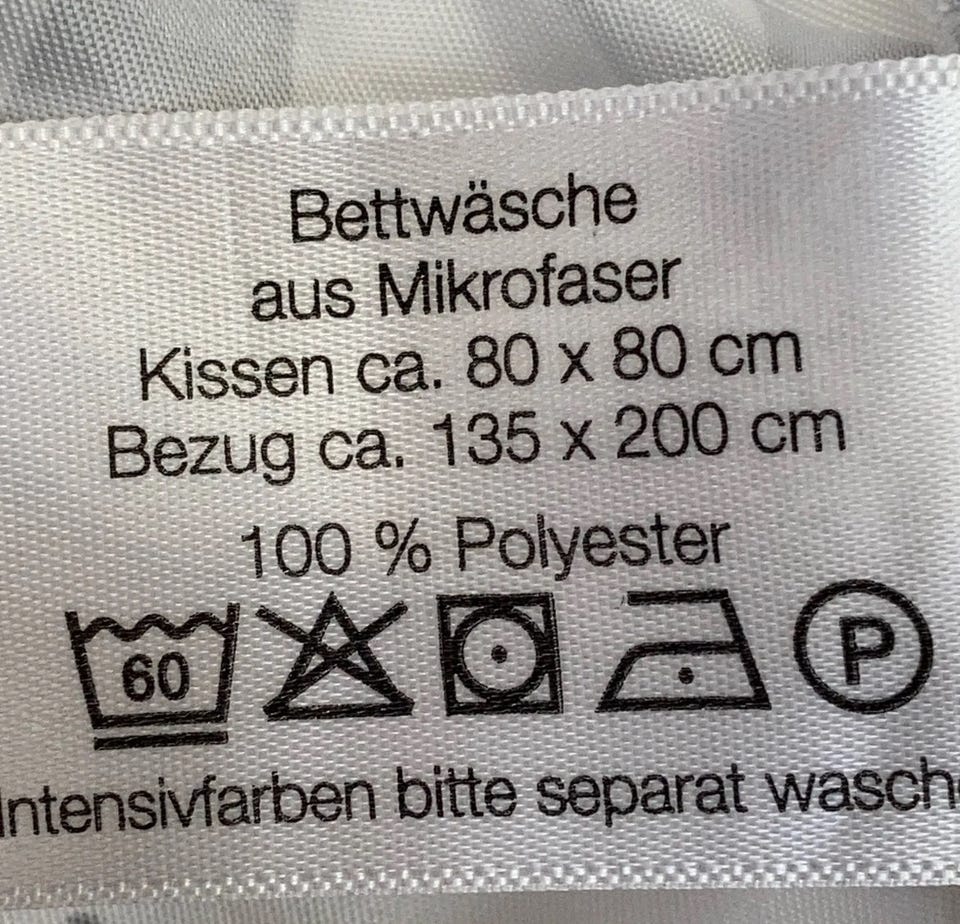 Bettwäsche
aus Mikrofaser
Kissen ca. 80 x 80 cm
Bezug ca. 135 x 200 cm
100 % Polyester
60 P
Intensivfarben bitte separat wasche